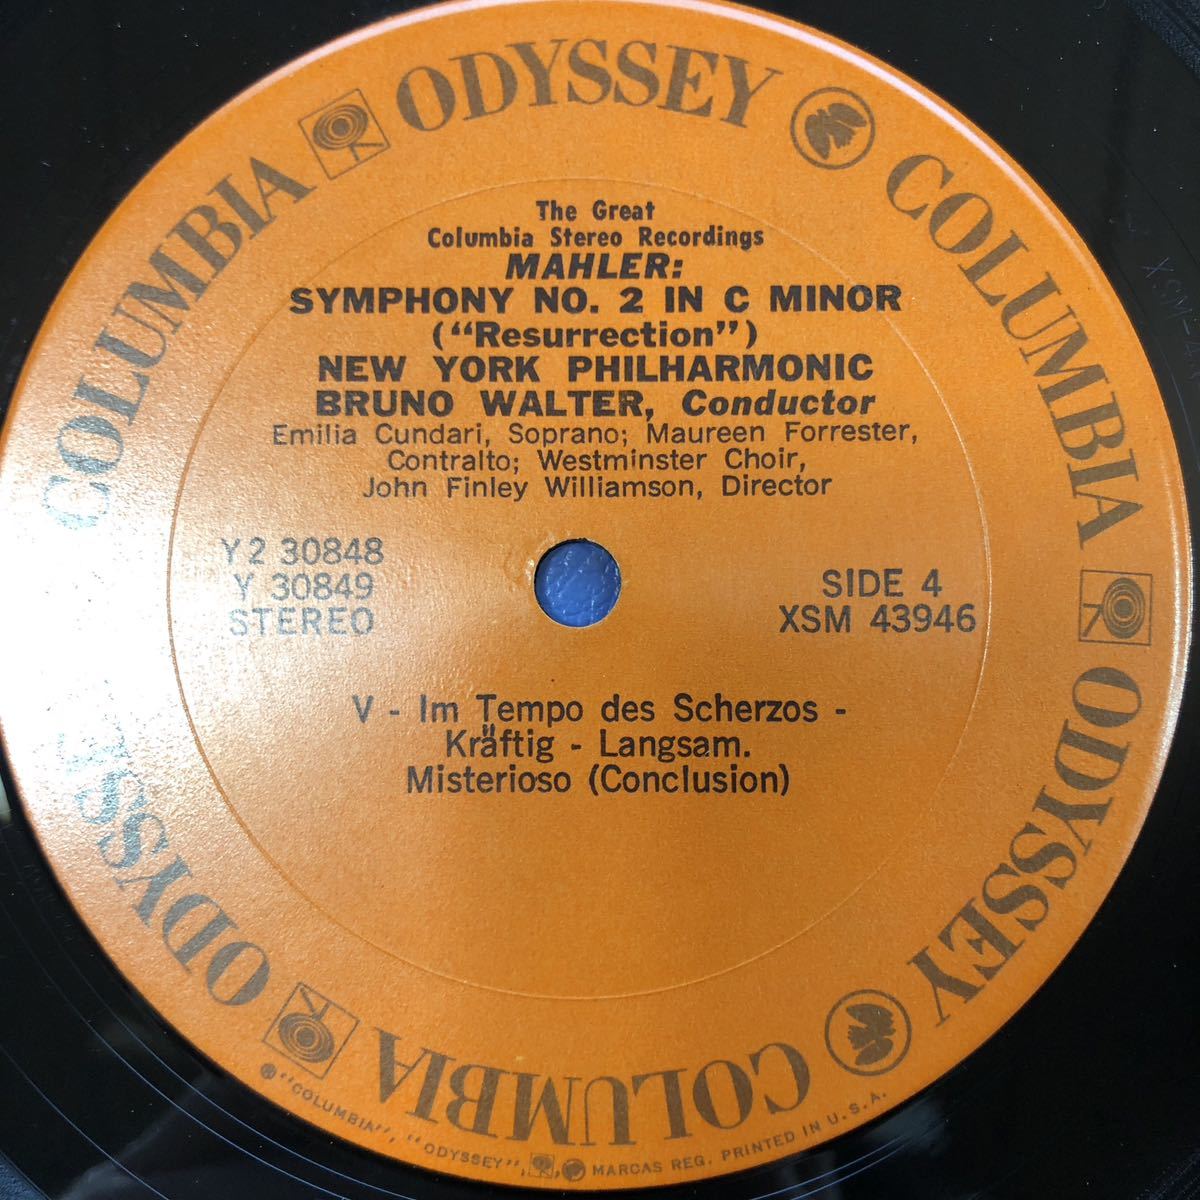 COLUMBIA ODYSSEY COLUMBIA ODYSSEY COLUMBIA ODYSSEY
The Great
Columbia Stereo Recordings
MAHLER:
SYMPHONY NO. 2 IN C MINOR
("Resurrection")
NEW YORK PHILHARMONIC
BRUNO WALTER, Conductor
Emilia Cundari, Soprano; Maureen Forrester,
Contralto; Westminster Choir,
John Finley Williamson, Director
Y2 30848
Y 30849
STEREO
SIDE 4
XSM 43946
V - Im Tempo des Scherzos -
Kräftig - Langsam.
Misterioso (Conclusion)
® "COLUMBIA", "ODYSSEY", MARCAS REG. PRINTED IN U.S.A.